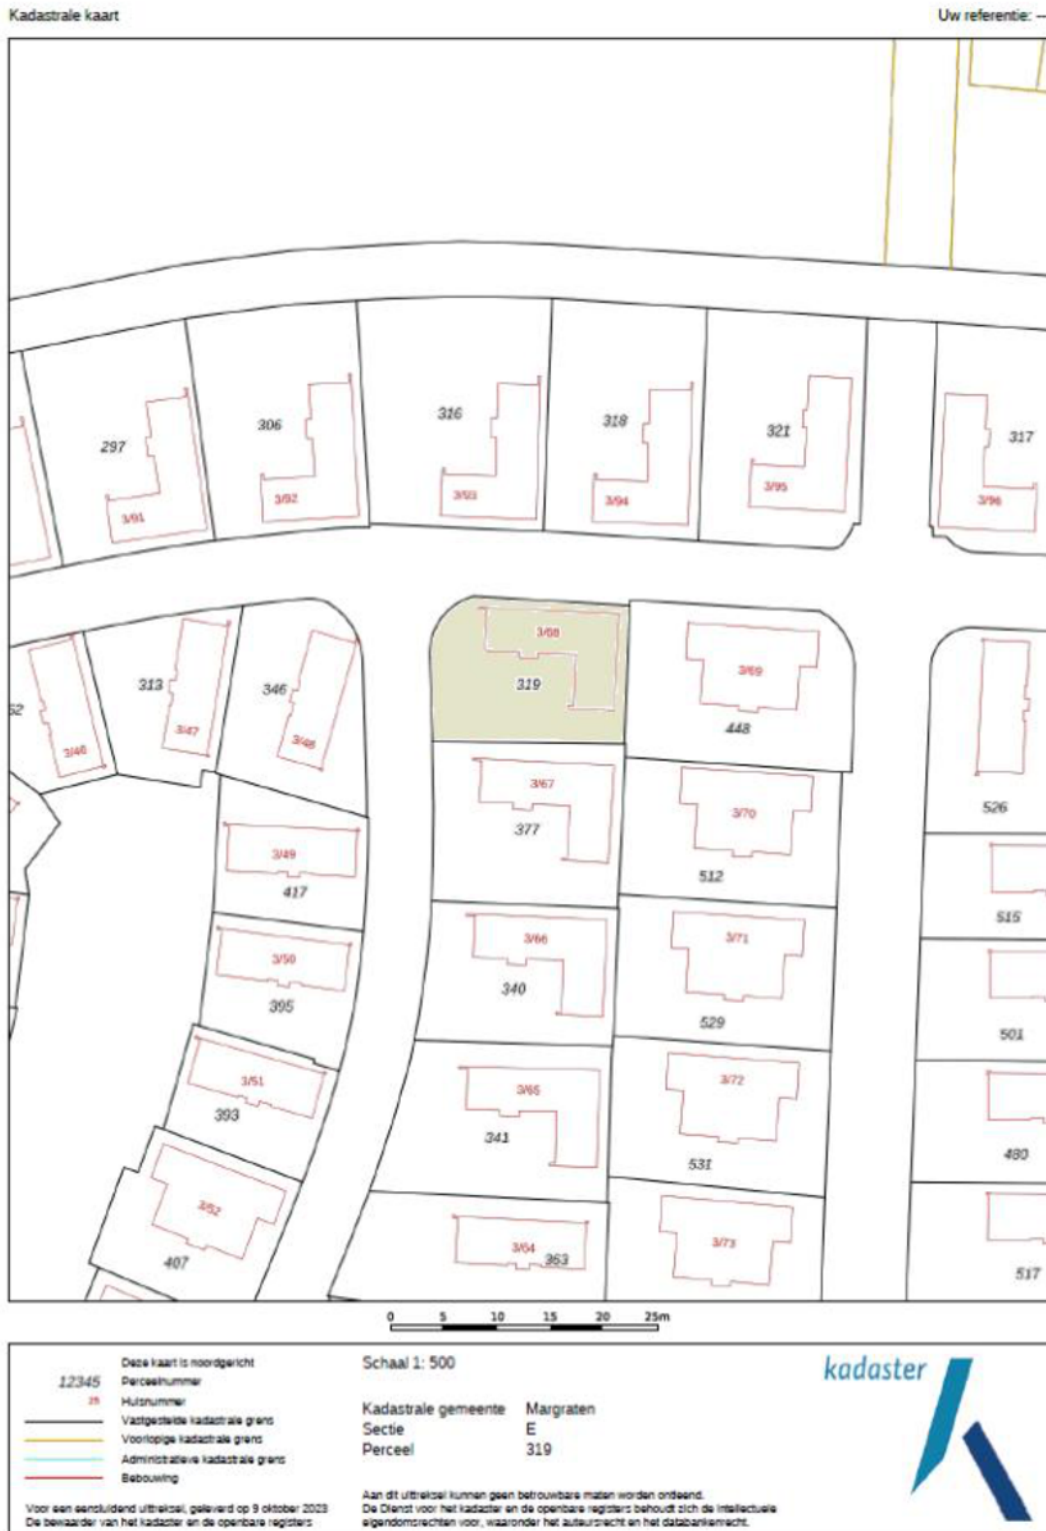 Kadastrale kaart
Uw referentie: --
297
306
316
318
321
317
3/91
3/92
3/93
3/94
3/95
3/96
3/68
319
3/69
448
313
346
3/46
3/47
3/48
3/67
377
3/70
512
526
3/49
417
515
3/66
340
3/71
529
3/50
395
501
3/51
393
3/65
341
3/72
531
480
3/52
407
3/64
363
3/73
517
0 5 10 15 20 25m
Deze kaart is noordgericht
12345 Perceelnummer
25 Huisnummer
Vastgestelde kadastrale grens
Voorlopige kadastrale grens
Administratieve kadastrale grens
Bebouwing
Voor een eensluidend uittreksel, geleverd op 9 oktober 2023
De bewaarder van het kadaster en de openbare registers
Schaal 1: 500
Kadastrale gemeente Margraten
Sectie E
Perceel 319
Aan dit uittreksel kunnen geen betrouwbare maten worden ontleend.
De Dienst voor het kadaster en de openbare registers behoudt zich de intellectuele
eigendomsrechten voor, waaronder het auteursrecht en het databankenrecht.
kadaster